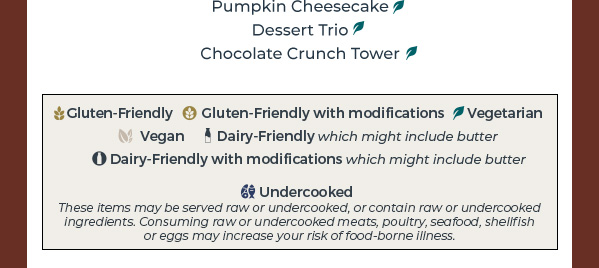 Pumpkin Cheesecake
Dessert Trio
Chocolate Crunch Tower
Gluten-Friendly Gluten-Friendly with modifications Vegetarian
Vegan Dairy-Friendly which might include butter
Dairy-Friendly with modifications which might include butter
Undercooked
These items may be served raw or undercooked, or contain raw or undercooked
ingredients. Consuming raw or undercooked meats, poultry, seafood, shellfish
or eggs may increase your risk of food-borne illness.